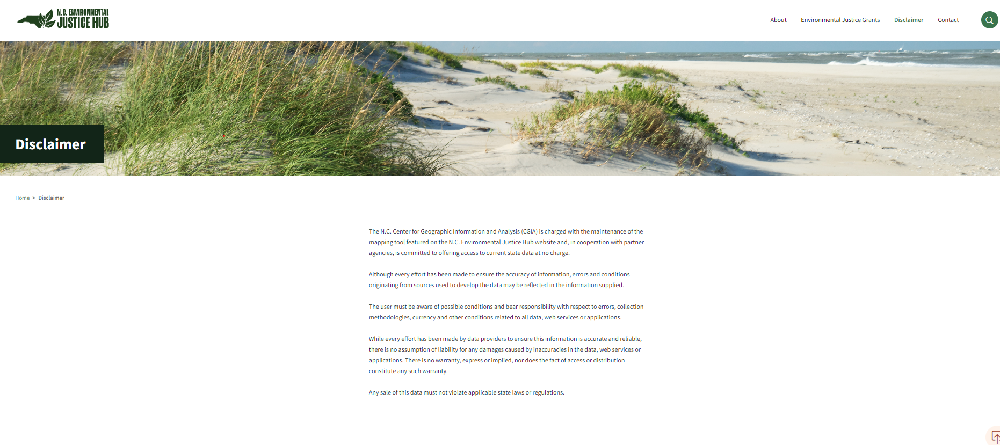 N.C. ENVIRONMENTAL
JUSTICE HUB
About
Environmental Justice Grants
Disclaimer
Contact
Disclaimer
Home > Disclaimer
The N.C. Center for Geographic Information and Analysis (CGIA) is charged with the maintenance of the
mapping tool featured on the N.C. Environmental Justice Hub website and, in cooperation with partner
agencies, is committed to offering access to current state data at no charge.
Although every effort has been made to ensure the accuracy of information, errors and conditions
originating from sources used to develop the data may be reflected in the information supplied.
The user must be aware of possible conditions and bear responsibility with respect to errors, collection
methodologies, currency and other conditions related to all data, web services or applications.
While every effort has been made by data providers to ensure this information is accurate and reliable,
there is no assumption of liability for any damages caused by inaccuracies in the data, web services or
applications. There is no warranty, express or implied, nor does the fact of access or distribution
constitute any such warranty.
Any sale of this data must not violate applicable state laws or regulations.